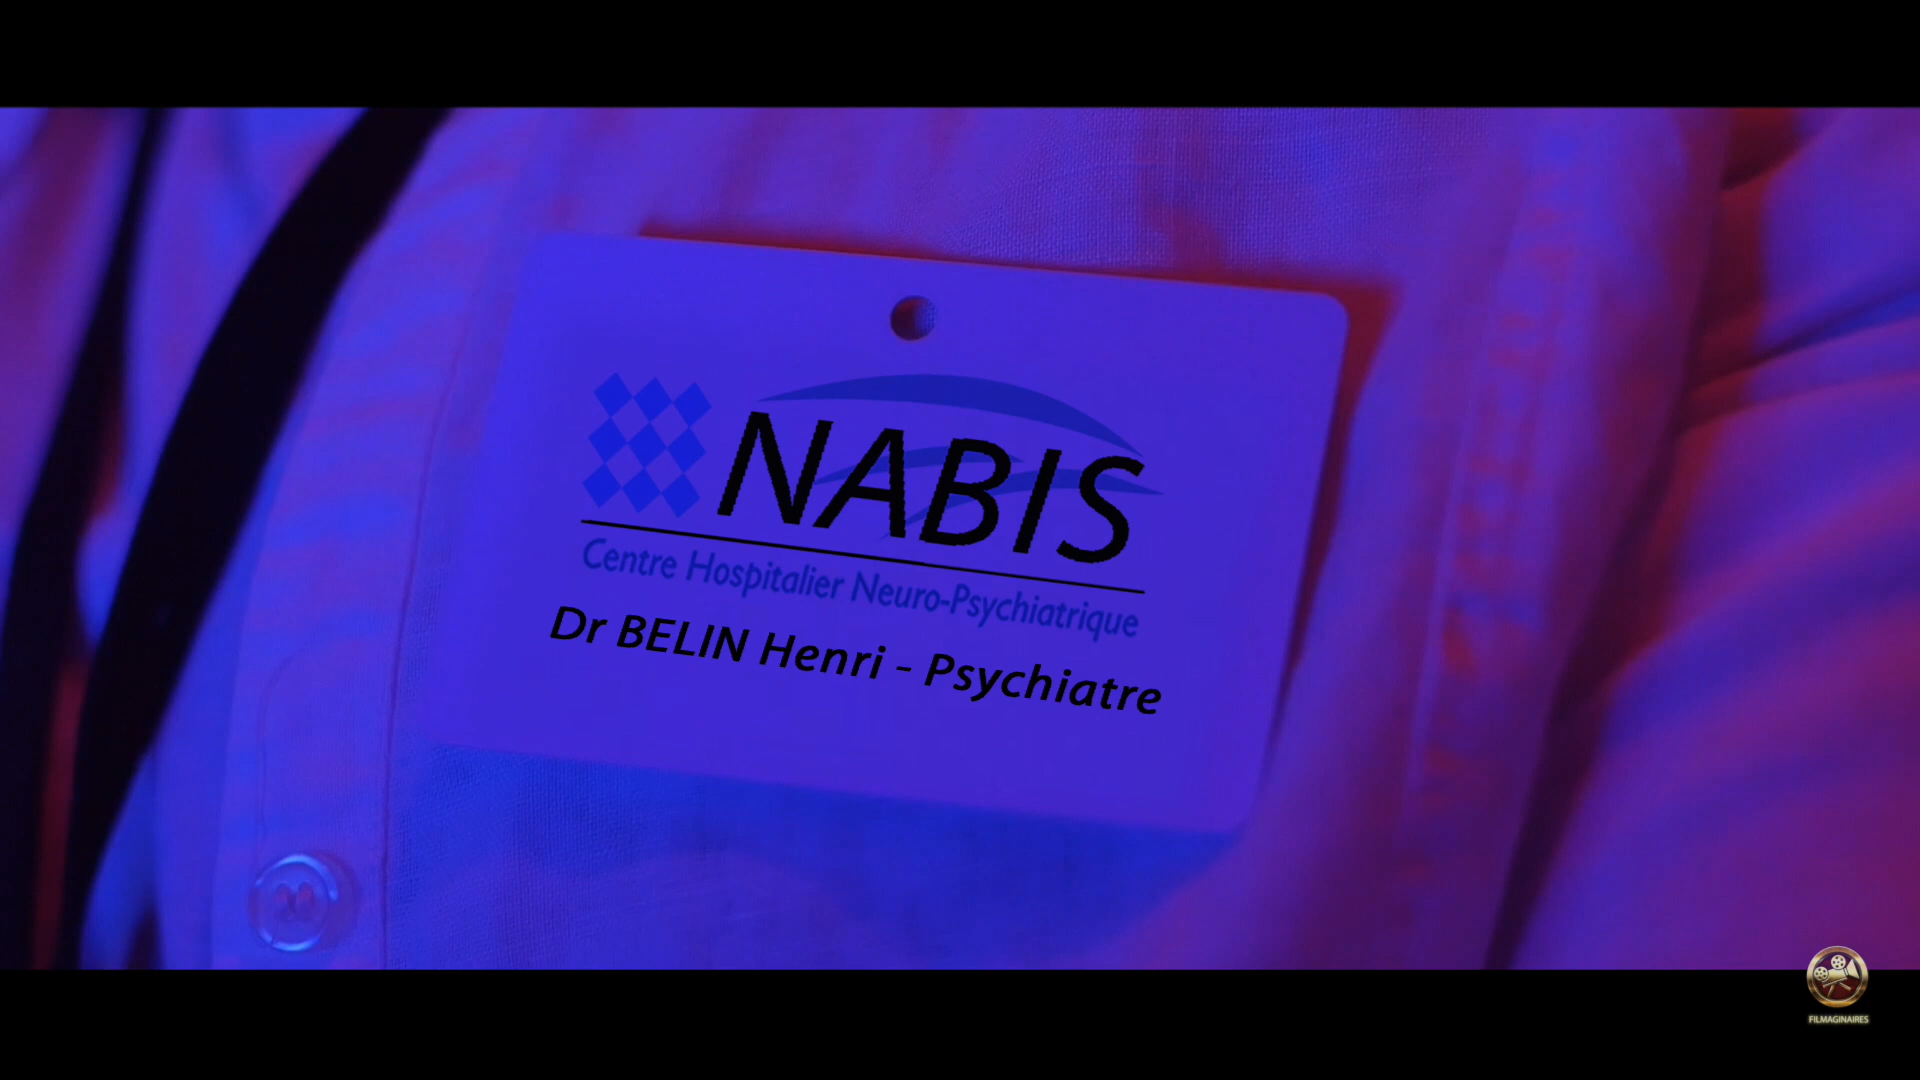 NABIS
Centre Hospitalier Neuro-Psychiatrique
Dr BELIN Henri - Psychiatre
FILMAGINAIRES